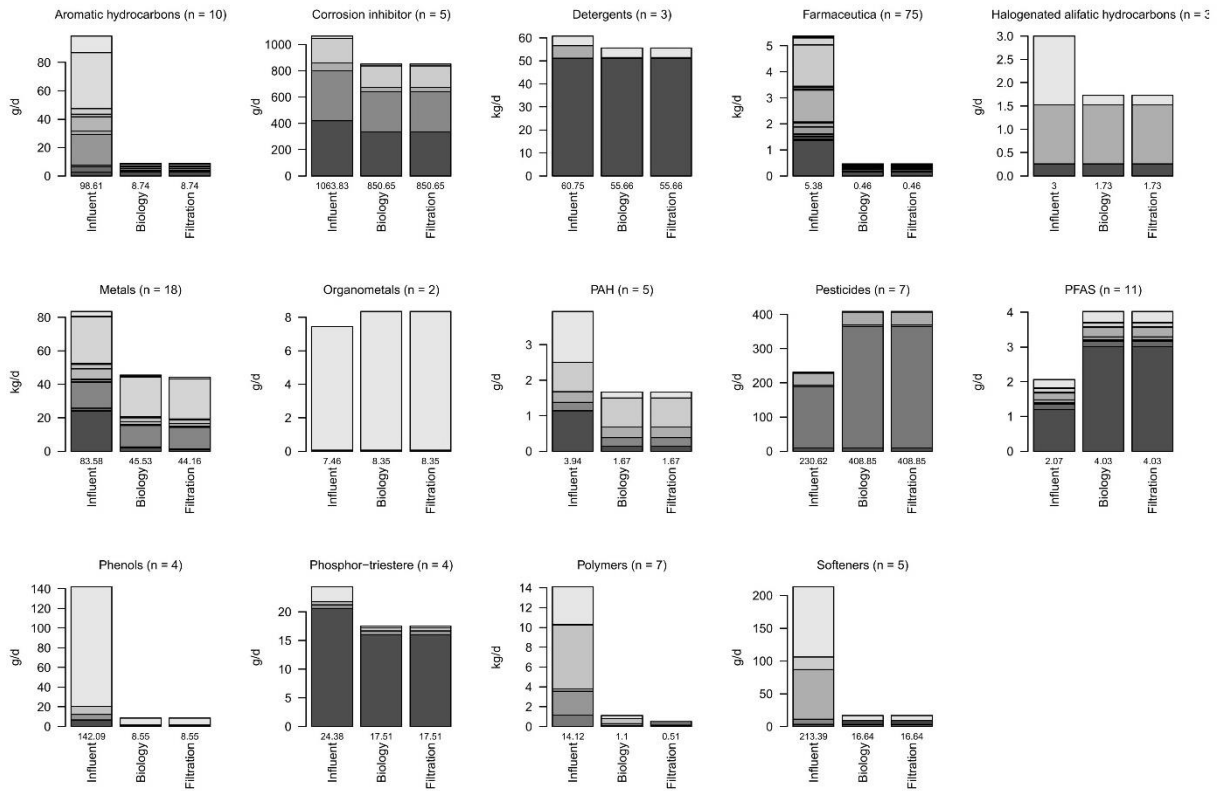 Aromatic hydrocarbons (n = 10)
g/d
80
60
40
20
0
98.61
8.74
8.74
Influent
Biology
Filtration
Corrosion inhibitor (n = 5)
g/d
1000
800
600
400
200
0
1063.83
850.65
850.65
Influent
Biology
Filtration
Detergents (n = 3)
kg/d
60
50
40
30
20
10
0
60.75
55.66
55.66
Influent
Biology
Filtration
Farmaceutica (n = 75)
kg/d
5
4
3
2
1
0
5.38
0.46
0.46
Influent
Biology
Filtration
Halogenated alifatic hydrocarbons (n = 3
g/d
3.0
2.5
2.0
1.5
1.0
0.5
0.0
3
1.73
1.73
Influent
Biology
Filtration
Metals (n = 18)
kg/d
80
60
40
20
0
83.58
45.53
44.16
Influent
Biology
Filtration
Organometals (n = 2)
g/d
8
6
4
2
0
7.46
8.35
8.35
Influent
Biology
Filtration
PAH (n = 5)
g/d
3
2
1
0
3.94
1.67
1.67
Influent
Biology
Filtration
Pesticides (n = 7)
g/d
400
300
200
100
0
230.62
408.85
408.85
Influent
Biology
Filtration
PFAS (n = 11)
g/d
4
3
2
1
0
2.07
4.03
4.03
Influent
Biology
Filtration
Phenols (n = 4)
g/d
140
120
100
80
60
40
20
0
142.09
8.55
8.55
Influent
Biology
Filtration
Phosphor−triestere (n = 4)
g/d
20
15
10
5
0
24.38
17.51
17.51
Influent
Biology
Filtration
Polymers (n = 7)
kg/d
14
12
10
8
6
4
2
0
14.12
1.1
0.51
Influent
Biology
Filtration
Softeners (n = 5)
g/d
200
150
100
50
0
213.39
16.64
16.64
Influent
Biology
Filtration